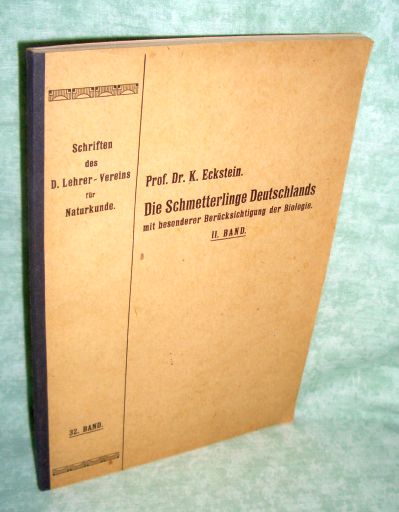 Schriften
des
D. Lehrer-Vereins
für
Naturkunde.
32. BAND.
Prof. Dr. K. Eckstein.
Die Schmetterlinge Deutschlands
mit besonderer Berücksichtigung der Biologie.
II. BAND.